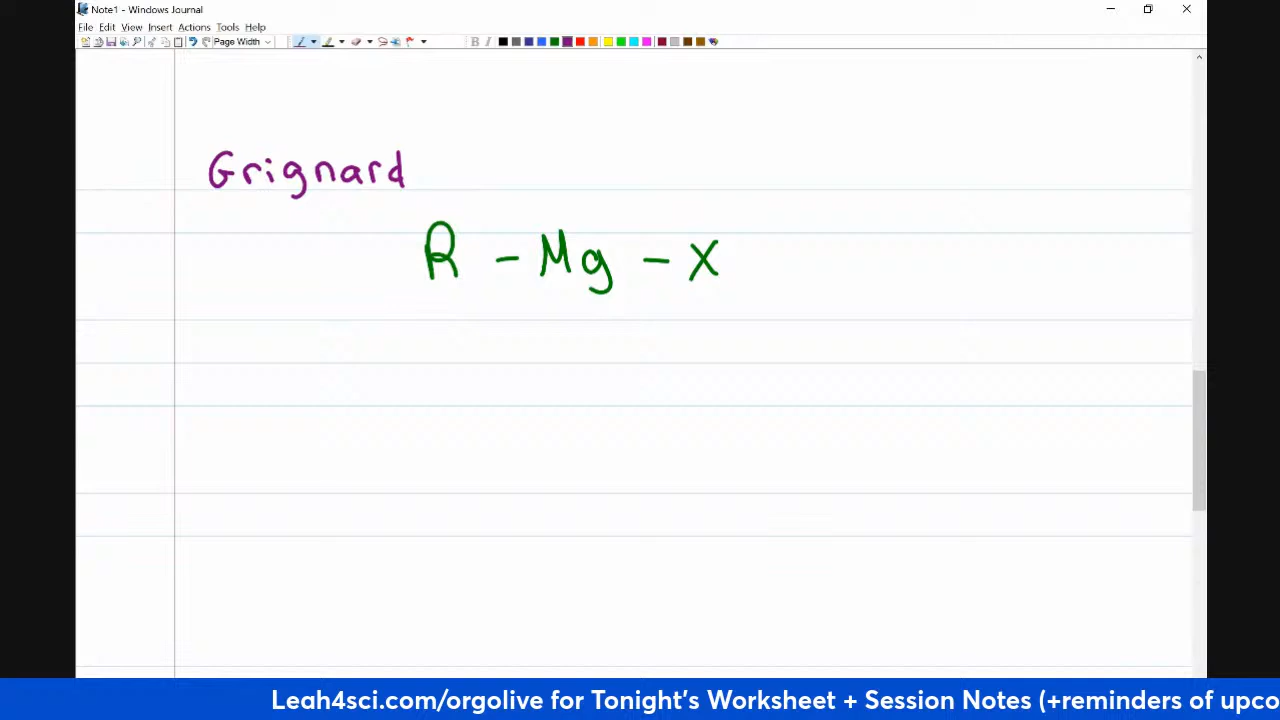 Note1 - Windows Journal
File Edit View Insert Actions Tools Help
Page Width
B I
Grignard
R - Mg - X
Leah4sci.com/orgolive for Tonight's Worksheet + Session Notes (+reminders of upco